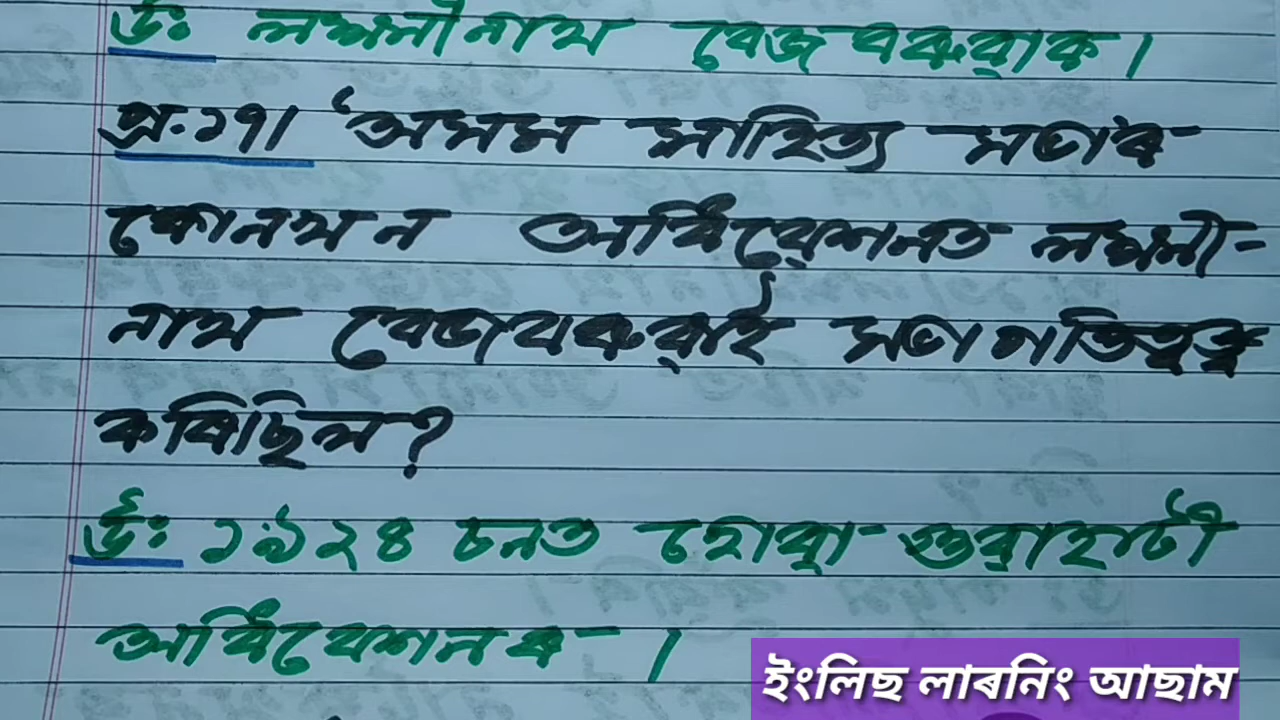 উঃ লক্ষ্মীনাথ বেজবৰুৱাক।
প্ৰ.১৭। 'অসম সাহিত্য সভাৰ
কোনখন অধিৱেশনত লক্ষ্মী-
নাথ বেজবৰুৱাই সভাপতিত্ব
কৰিছিল?
উঃ ১৯২৪ চনত হোৱা গুৱাহাটী
অধিবেশনৰ।
ইংলিছ লাৰনিং আছাম